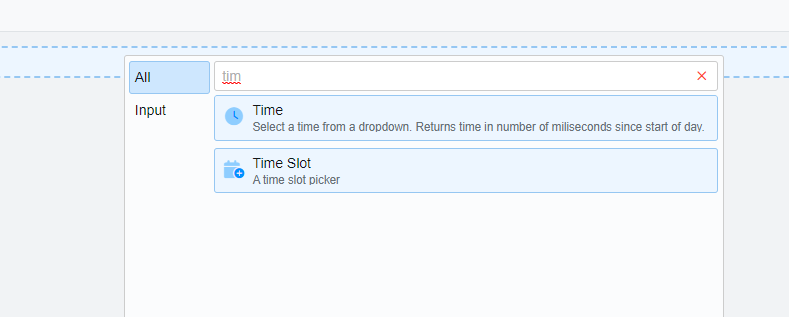 All
tim
Input
Time
Select a time from a dropdown. Returns time in number of miliseconds since start of day.
Time Slot
A time slot picker